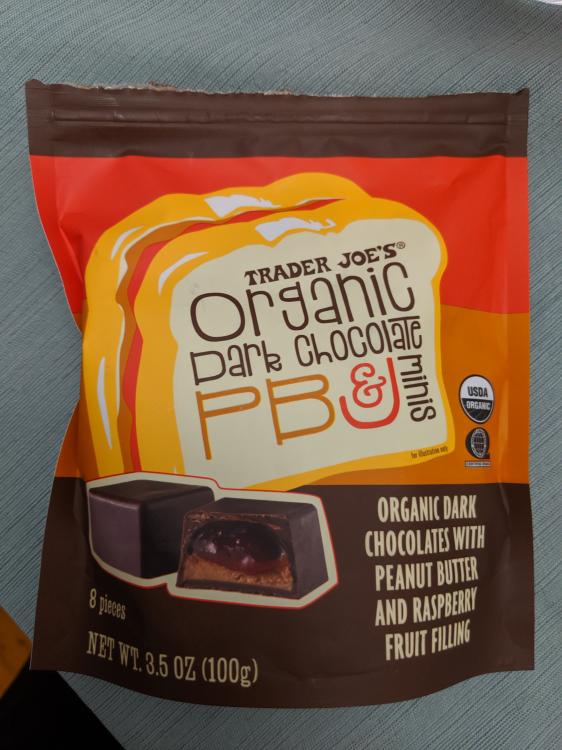 TRADER JOE'S®
Organic
Dark Chocolate
PB&J
minis
for illustration only
USDA
ORGANIC
ORGANIC DARK
CHOCOLATES WITH
PEANUT BUTTER
AND RASPBERRY
FRUIT FILLING
8 pieces
NET WT. 3.5 OZ (100g)